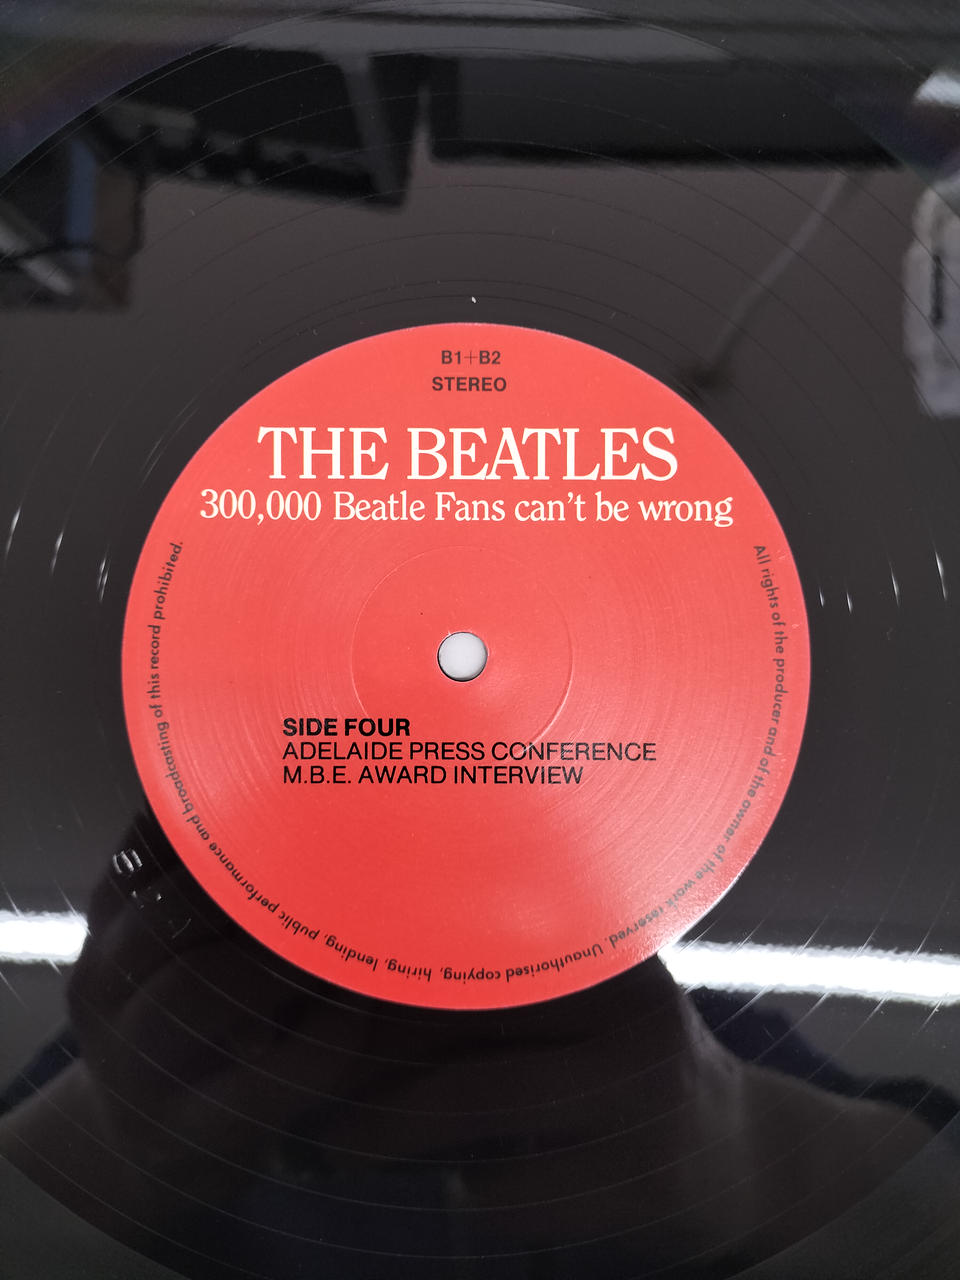 B1+B2
STEREO
THE BEATLES
300,000 Beatle Fans can't be wrong
SIDE FOUR
ADELAIDE PRESS CONFERENCE
M.B.E. AWARD INTERVIEW
All rights of the producer and of the owner of the work reserved. Unauthorised copying, hiring, lending, public performance and broadcasting of this record prohibited.